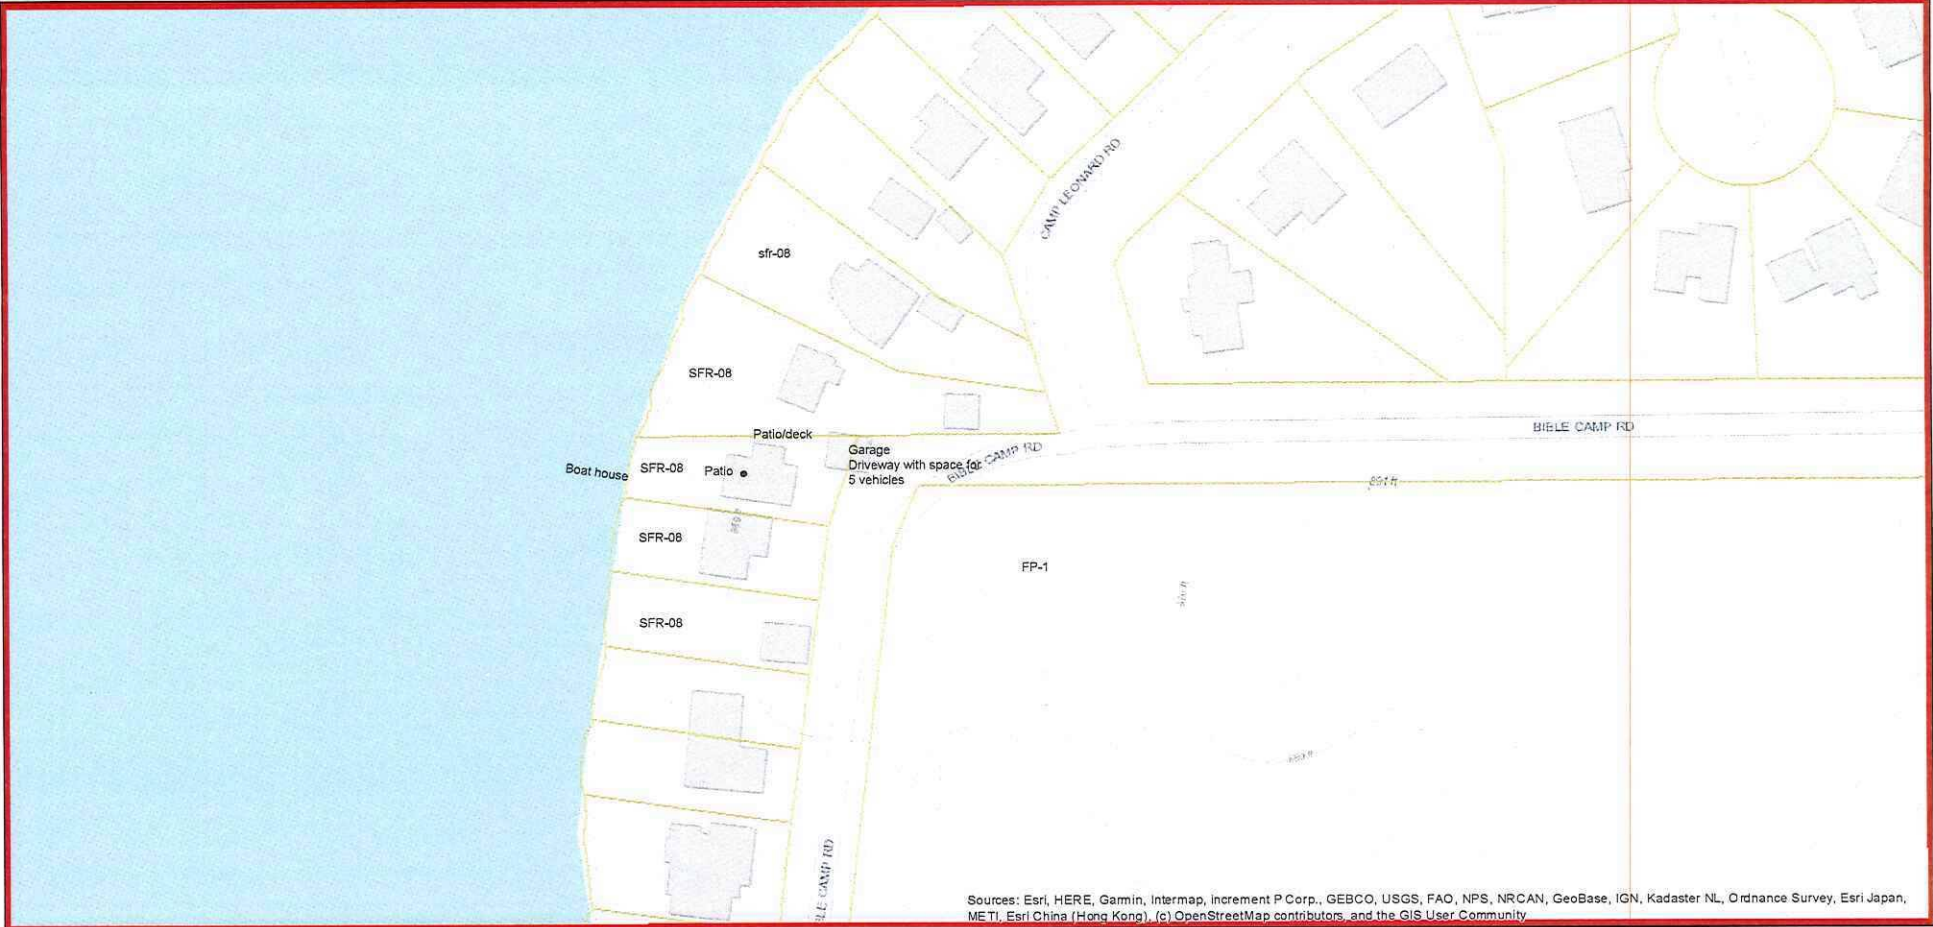 CAMP LEONARD RD
sfr-08
SFR-08
BIBLE CAMP RD
Patio/deck
Garage
BIBLE CAMP RD
Driveway with space for
5 vehicles
Boat house
SFR-08
Patio
SFR-08
FP-1
SFR-08
Sources: Esri, HERE, Garmin, Intermap, increment P Corp., GEBCO, USGS, FAO, NPS, NRCAN, GeoBase, IGN, Kadaster NL, Ordnance Survey, Esri Japan,
METI, Esri China (Hong Kong), (c) OpenStreetMap contributors, and the GIS User Community